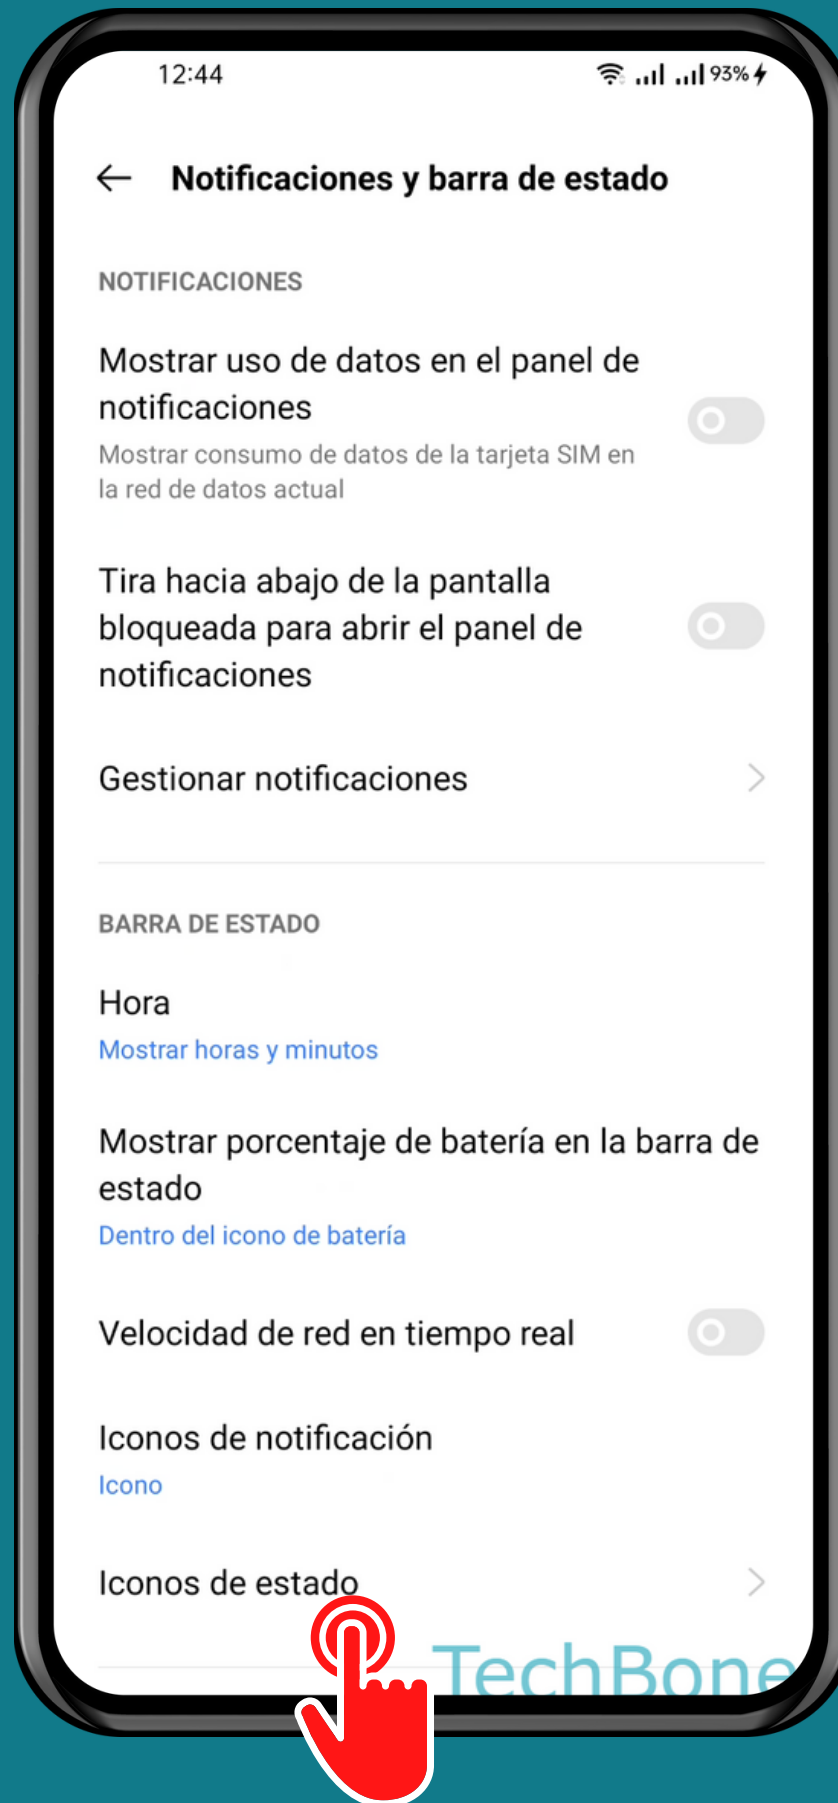 12:44
93%
Notificaciones y barra de estado
NOTIFICACIONES
Mostrar uso de datos en el panel de
notificaciones
Mostrar consumo de datos de la tarjeta SIM en
la red de datos actual
Tira hacia abajo de la pantalla
bloqueada para abrir el panel de
notificaciones
Gestionar notificaciones
BARRA DE ESTADO
Hora
Mostrar horas y minutos
Mostrar porcentaje de batería en la barra de
estado
Dentro del icono de batería
Velocidad de red en tiempo real
Iconos de notificación
Icono
Iconos de estado
TechBone